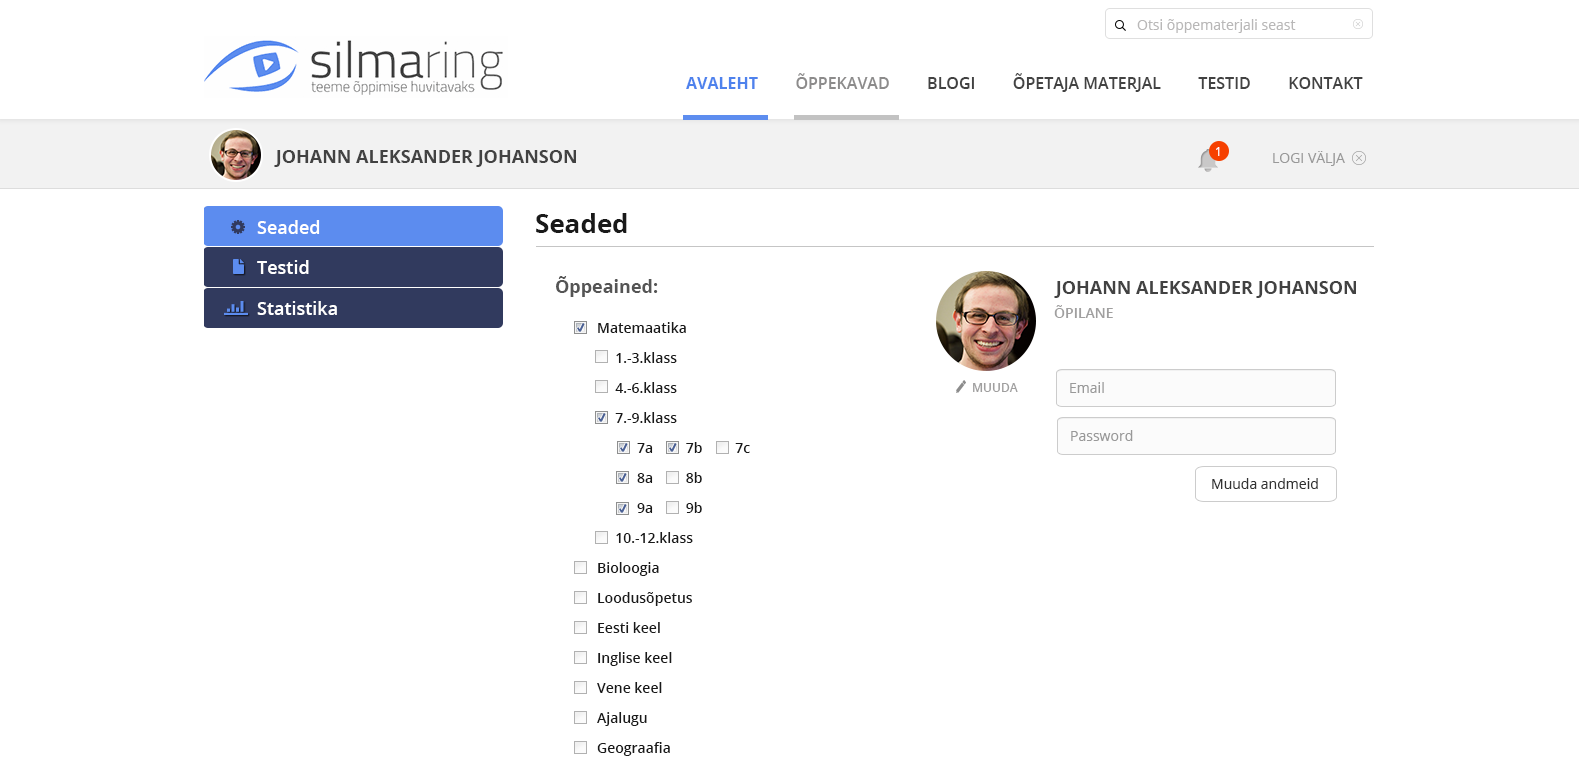 Otsi õppematerjali seast
silmaring
teeme õppimise huvitavaks
AVALEHT ÕPPEKAVAD BLOGI ÕPETAJA MATERJAL TESTID KONTAKT
JOHANN ALEKSANDER JOHANSON
1
LOGI VÄLJA
Seaded
Testid
Statistika
Seaded
Õppeained:
Matemaatika
1.-3.klass
4.-6.klass
7.-9.klass
7a 7b 7c
8a 8b
9a 9b
10.-12.klass
Bioloogia
Loodusõpetus
Eesti keel
Inglise keel
Vene keel
Ajalugu
Geograafia
JOHANN ALEKSANDER JOHANSON
ÕPILANE
MUUDA
Email
Password
Muuda andmeid